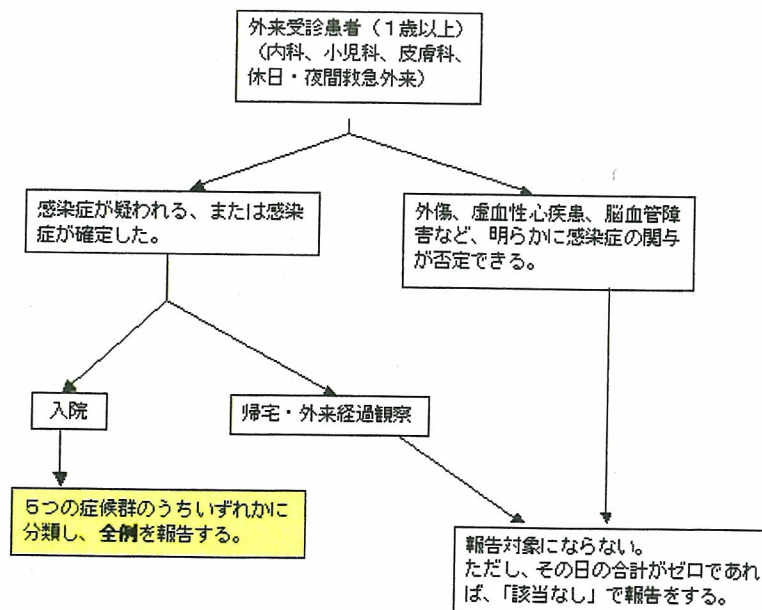 外来受診患者(1歳以上)
(内科、小児科、皮膚科、
休日・夜間救急外来)
感染症が疑われる、または感染
症が確定した。
外傷、虚血性心疾患、脳血管障
害など、明らかに感染症の関与
が否定できる。
入院
帰宅・外来経過観察
5つの症候群のうちいずれかに
分類し、全例を報告する。
報告対象にならない。
ただし、その日の合計がゼロであれ
ば、「該当なし」で報告をする。